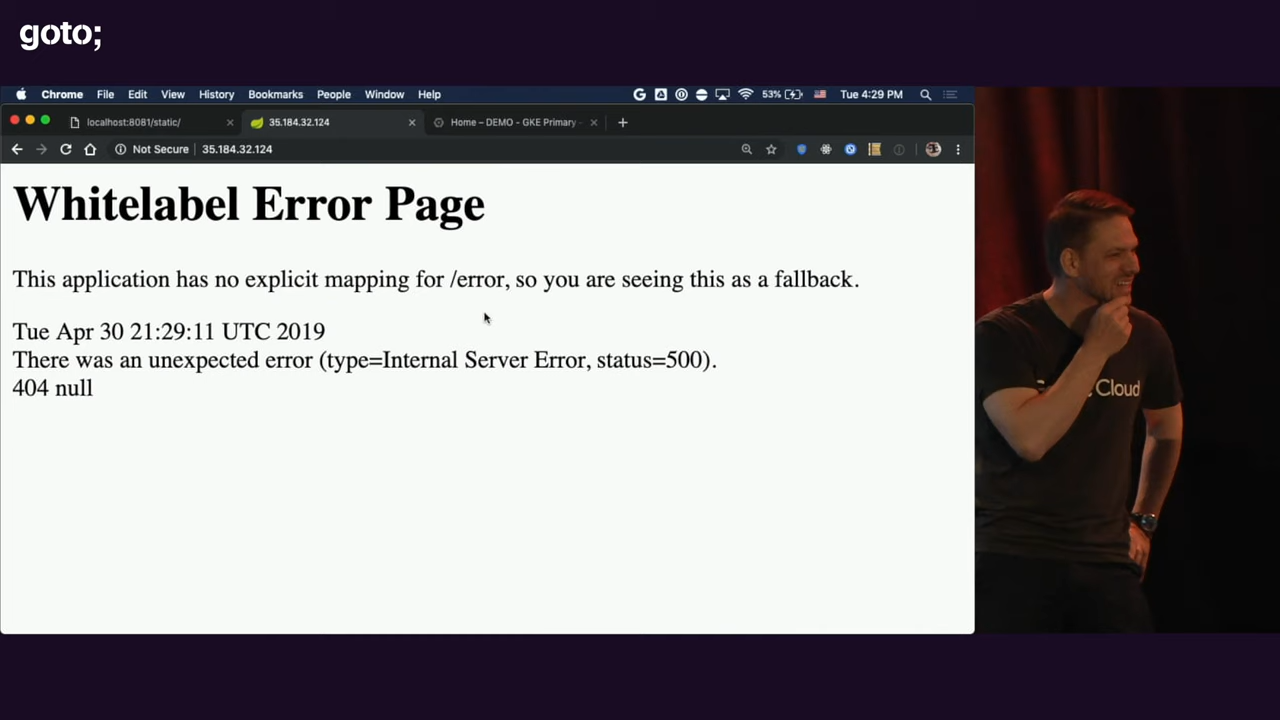 goto;
Chrome File Edit View History Bookmarks People Window Help 53% Tue 4:29 PM
localhost:8081/static/ 35.184.32.124 Home – DEMO - GKE Primary
Not Secure 35.184.32.124
Whitelabel Error Page
This application has no explicit mapping for /error, so you are seeing this as a fallback.
Tue Apr 30 21:29:11 UTC 2019
There was an unexpected error (type=Internal Server Error, status=500).
404 null
Cloud